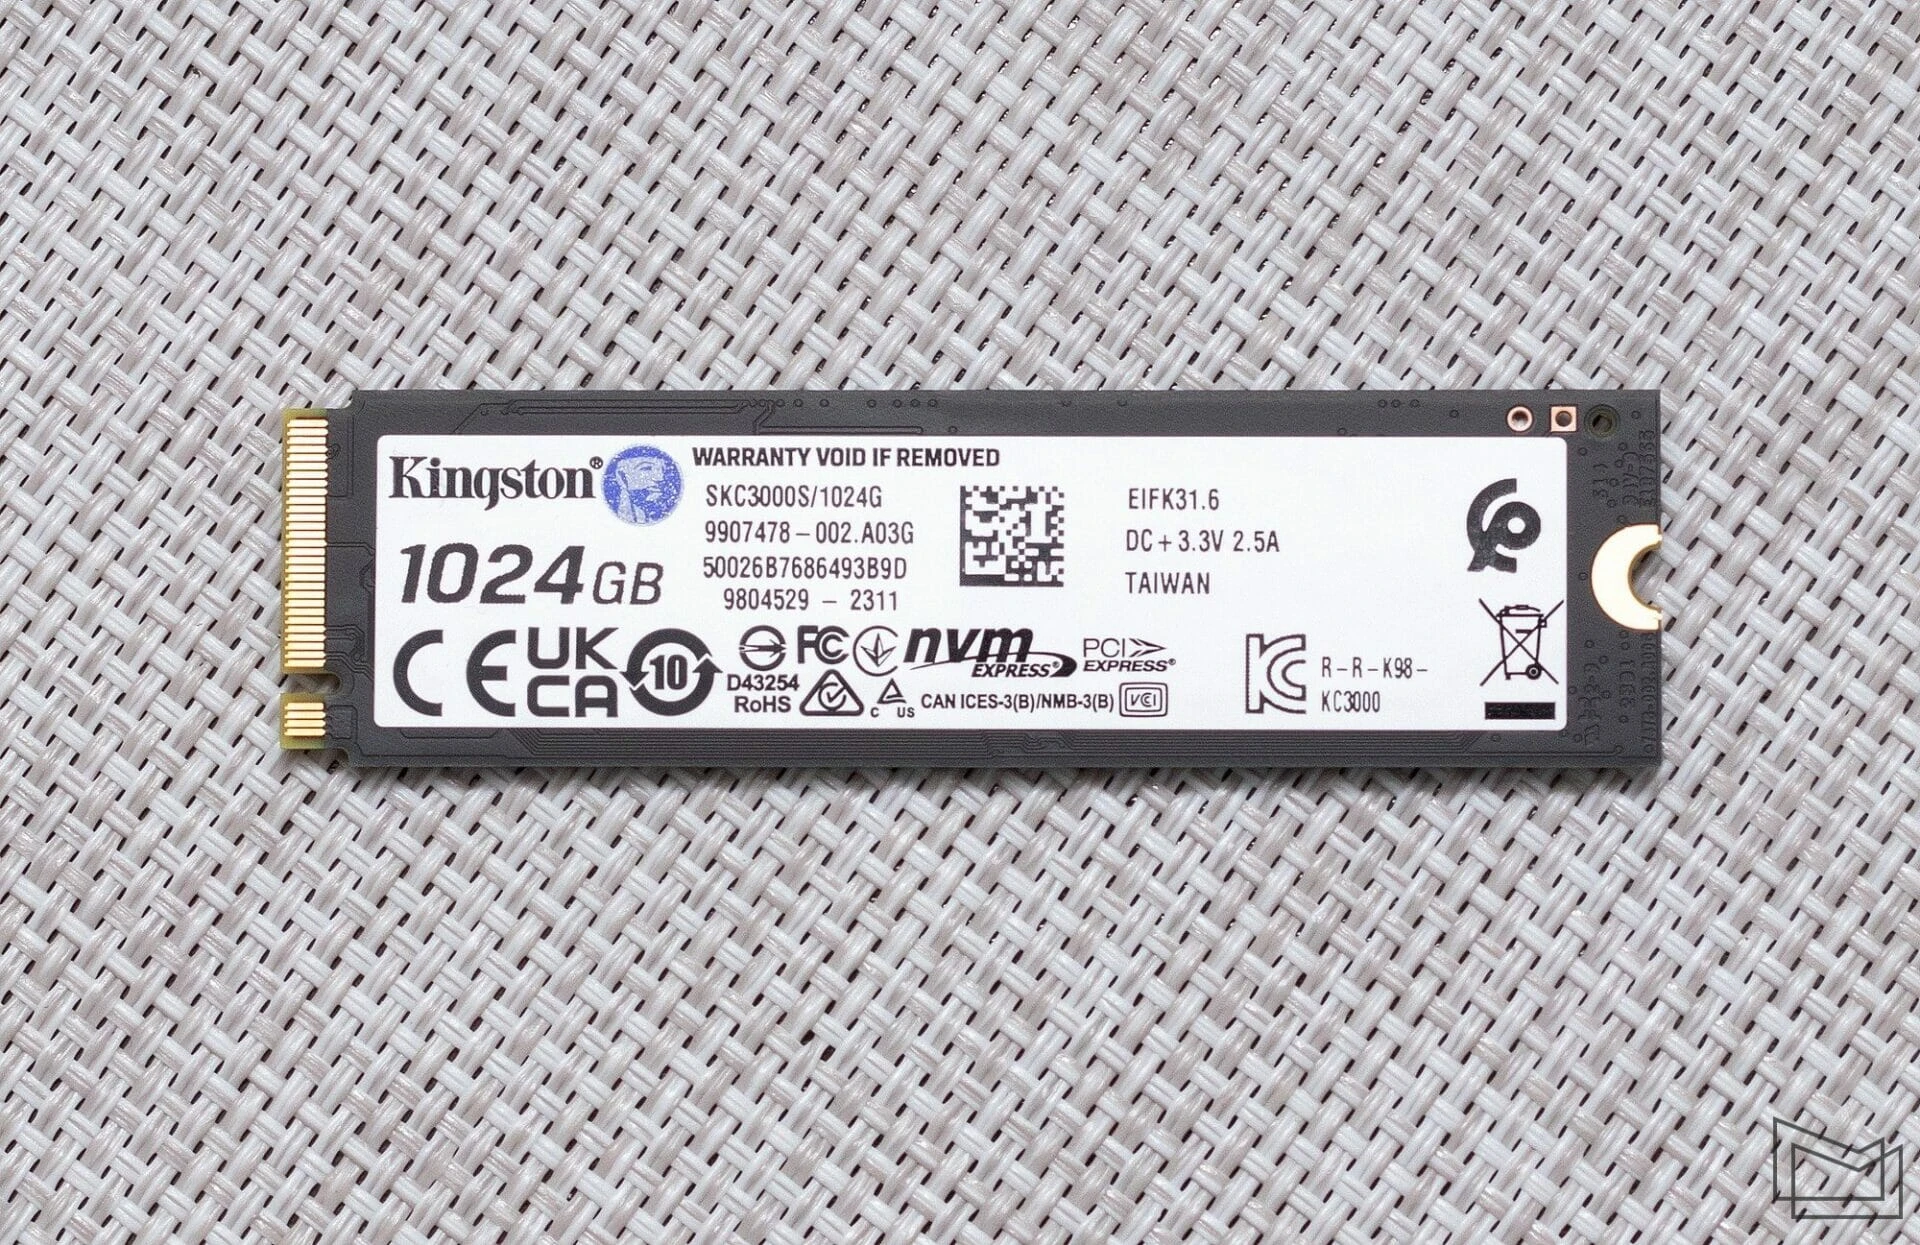 Kingston®
WARRANTY VOID IF REMOVED
1024GB
SKC3000S/1024G
9907478-002.A03G
50026B7686493B9D
9804529 - 2311
EIFK31.6
DC+3.3V 2.5A
TAIWAN
CE UK CA 10
D43254
RoHS
FC
nvm EXPRESS®
PCI EXPRESS®
c US
CAN ICES-3(B)/NMB-3(B)
VCI
R-R-K98-
KC3000